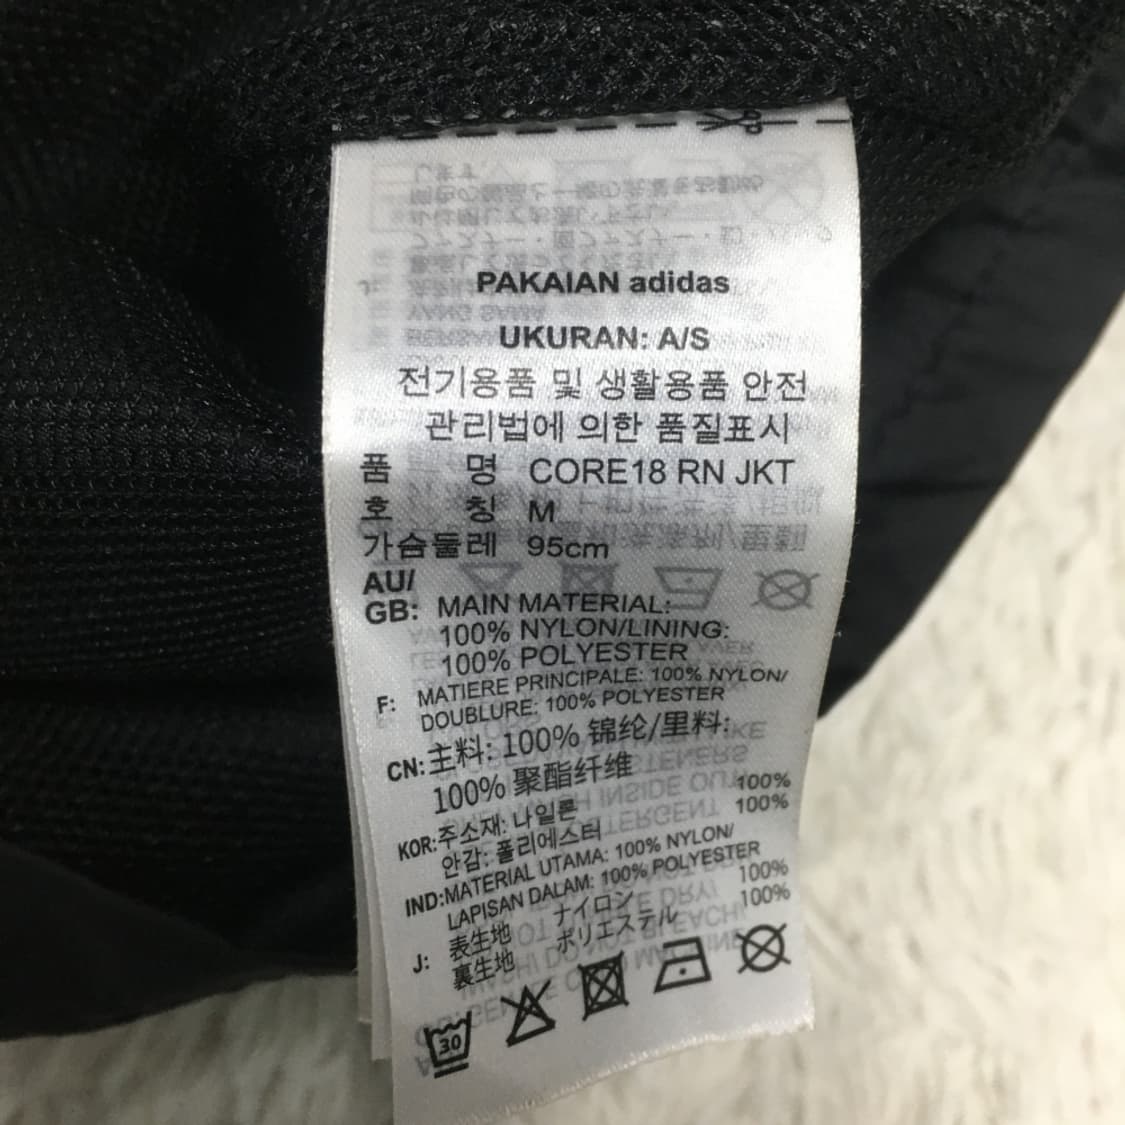 PAKAIAN adidas
UKURAN: A/S
전기용품 및 생활용품 안전
관리법에 의한 품질표시
품 명 CORE18 RN JKT
호 칭 M
가슴둘레 95cm
AU/
GB: MAIN MATERIAL:
100% NYLON/LINING:
100% POLYESTER
F: MATIERE PRINCIPALE: 100% NYLON/
DOUBLURE: 100% POLYESTER
CN: 主料: 100% 锦纶/里料:
100% 聚酯纤维
KOR: 주소재: 나일론 100%
안감: 폴리에스터 100%
IND: MATERIAL UTAMA: 100% NYLON/
LAPISAN DALAM: 100% POLYESTER
J: 表生地 ナイロン 100%
裏生地 ポリエステル 100%
30